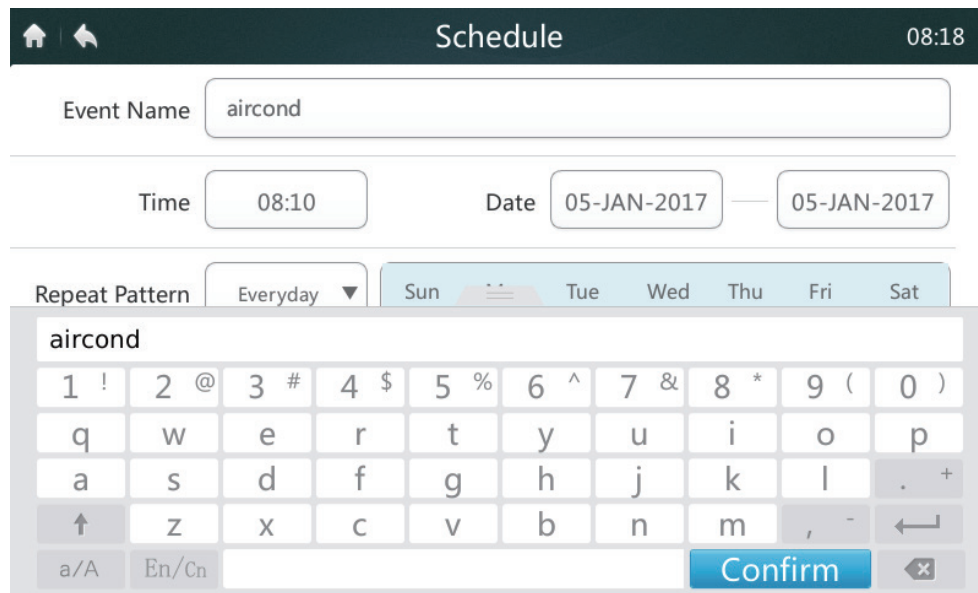 Schedule 08:18
Event Name aircond
Time 08:10 Date 05-JAN-2017 05-JAN-2017
Repeat Pattern Everyday Sun Tue Wed Thu Fri Sat
aircond
1 ! 2 @ 3 # 4 $ 5 % 6 ^ 7 & 8 * 9 ( 0 )
q w e r t y u i o p
a s d f g h j k l . +
z x c v b n m , -
a/A En/Cn Confirm